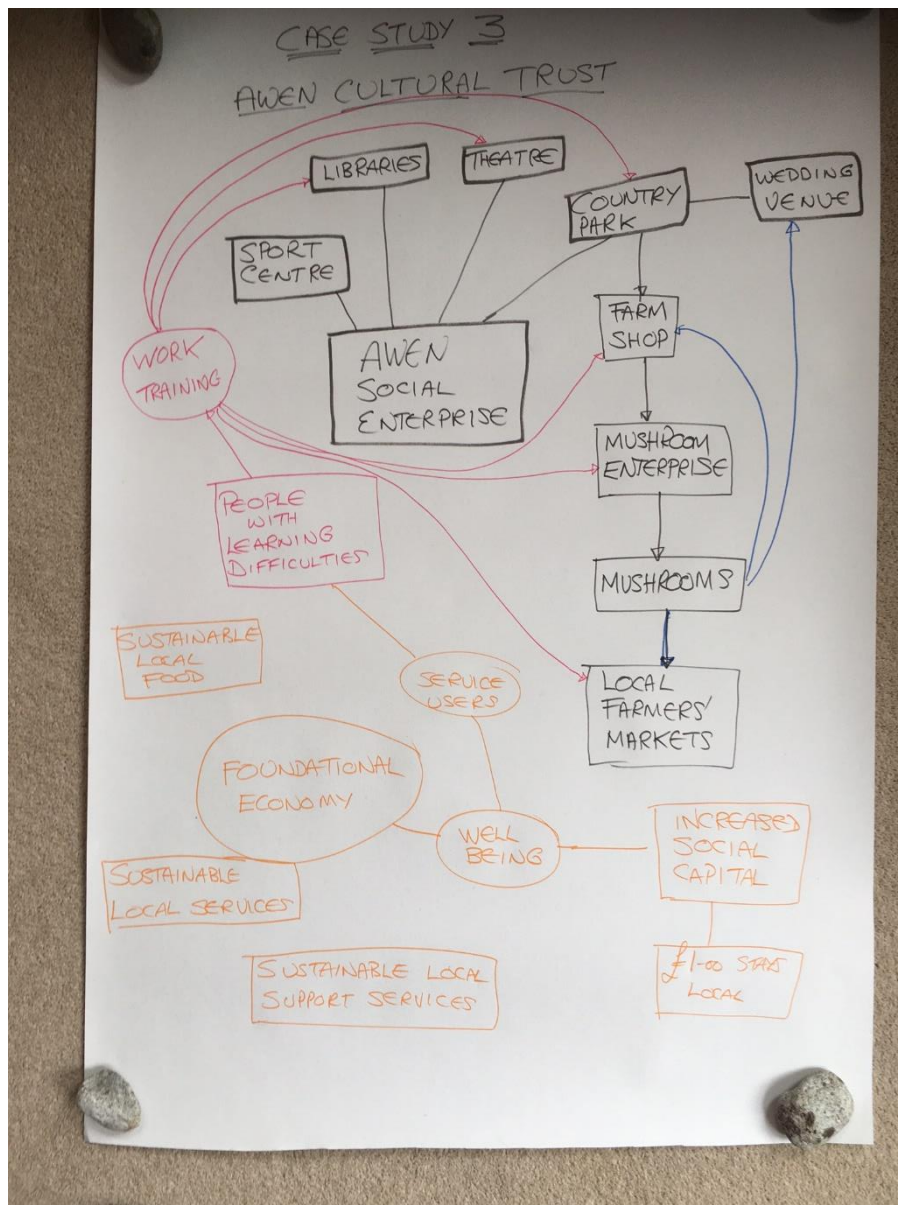 CASE STUDY 3
AWEN CULTURAL TRUST
LIBRARIES
THEATRE
COUNTRY
PARK
WEDDING
VENUE
SPORT
CENTRE
FARM
SHOP
WORK
TRAINING
AWEN
SOCIAL
ENTERPRISE
MUSHROOM
ENTERPRISE
PEOPLE
WITH
LEARNING
DIFFICULTIES
MUSHROOMS
SUSTAINABLE
LOCAL
FOOD
SERVICE
USERS
LOCAL
FARMERS'
MARKETS
FOUNDATIONAL
ECONOMY
WELL
BEING
INCREASED
SOCIAL
CAPITAL
SUSTAINABLE
LOCAL SERVICES
SUSTAINABLE LOCAL
SUPPORT SERVICES
£1-00 STAYS
LOCAL